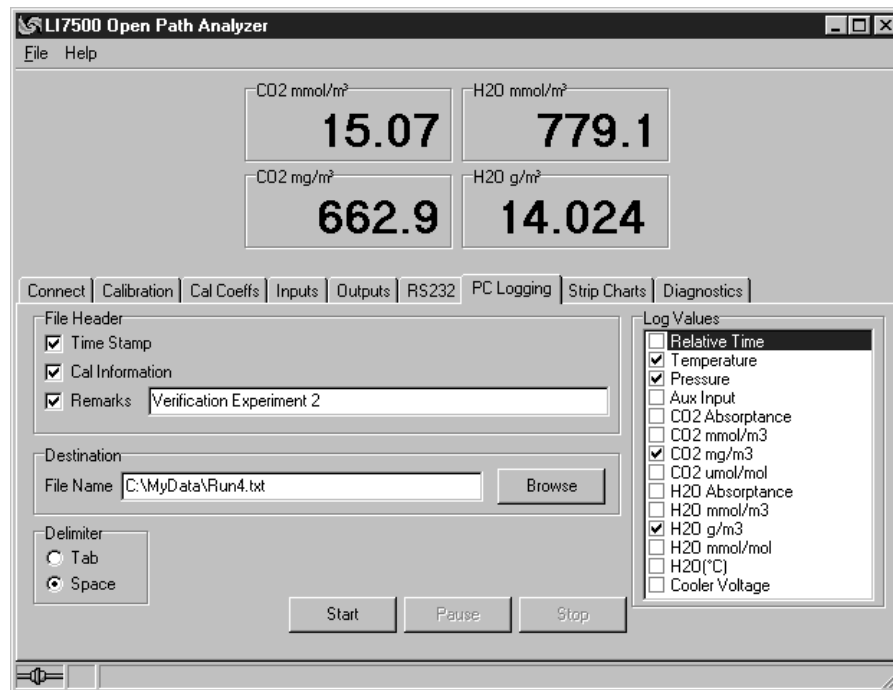 LI7500 Open Path Analyzer
File Help
CO2 mmol/m³ H2O mmol/m³
15.07 779.1
CO2 mg/m³ H2O g/m³
662.9 14.024
Connect Calibration Cal Coeffs Inputs Outputs RS232 PC Logging Strip Charts Diagnostics
File Header
Time Stamp
Cal Information
Remarks Verification Experiment 2
Destination
File Name C:\MyData\Run4.txt Browse
Delimiter
Tab
Space
Start Pause Stop
Log Values
Relative Time
Temperature
Pressure
Aux Input
CO2 Absorptance
CO2 mmol/m3
CO2 mg/m3
CO2 umol/mol
H2O Absorptance
H2O mmol/m3
H2O g/m3
H2O mmol/mol
H2O(°C)
Cooler Voltage